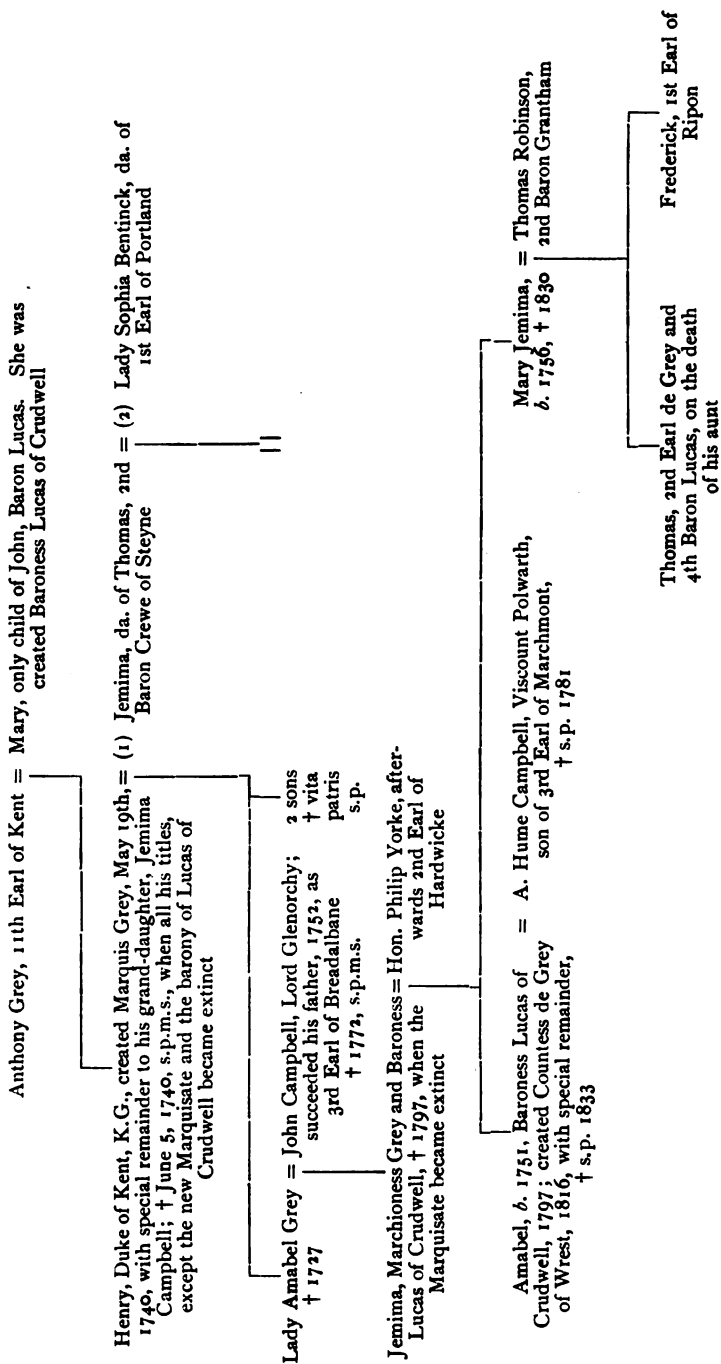 Anthony Grey, 11th Earl of Kent = Mary, only child of John, Baron Lucas. She was
created Baroness Lucas of Crudwell
Henry, Duke of Kent, K.G., created Marquis Grey, May 19th, = (1) Jemima, da. of Thomas, 2nd = (2) Lady Sophia Bentinck, da. of
1740, with special remainder to his grand-daughter, Jemima
Baron Crewe of Steyne
1st Earl of Portland
Campbell; † June 5, 1740, s.p.m.s., when all his titles,
except the new Marquisate and the barony of Lucas of
Crudwell became extinct
Lady Amabel Grey = John Campbell, Lord Glenorchy;
† 1727
succeeded his father, 1752, as
3rd Earl of Breadalbane
† 1772, s.p.m.s.
2 sons
† vita
patris
s.p.
Jemima, Marchioness Grey and Baroness = Hon. Philip Yorke, after-
Lucas of Crudwell, † 1797, when the
wards 2nd Earl of
Marquisate became extinct
Hardwicke
Amabel, b. 1751, Baroness Lucas of
Crudwell, 1797; created Countess de Grey
of Wrest, 1816, with special remainder,
† s.p. 1833
= A. Hume Campbell, Viscount Polwarth,
son of 3rd Earl of Marchmont,
† s.p. 1781
Mary Jemima, = Thomas Robinson,
b. 1756, † 1830
2nd Baron Grantham
Thomas, 2nd Earl de Grey and
4th Baron Lucas, on the death
of his aunt
Frederick, 1st Earl of
Ripon